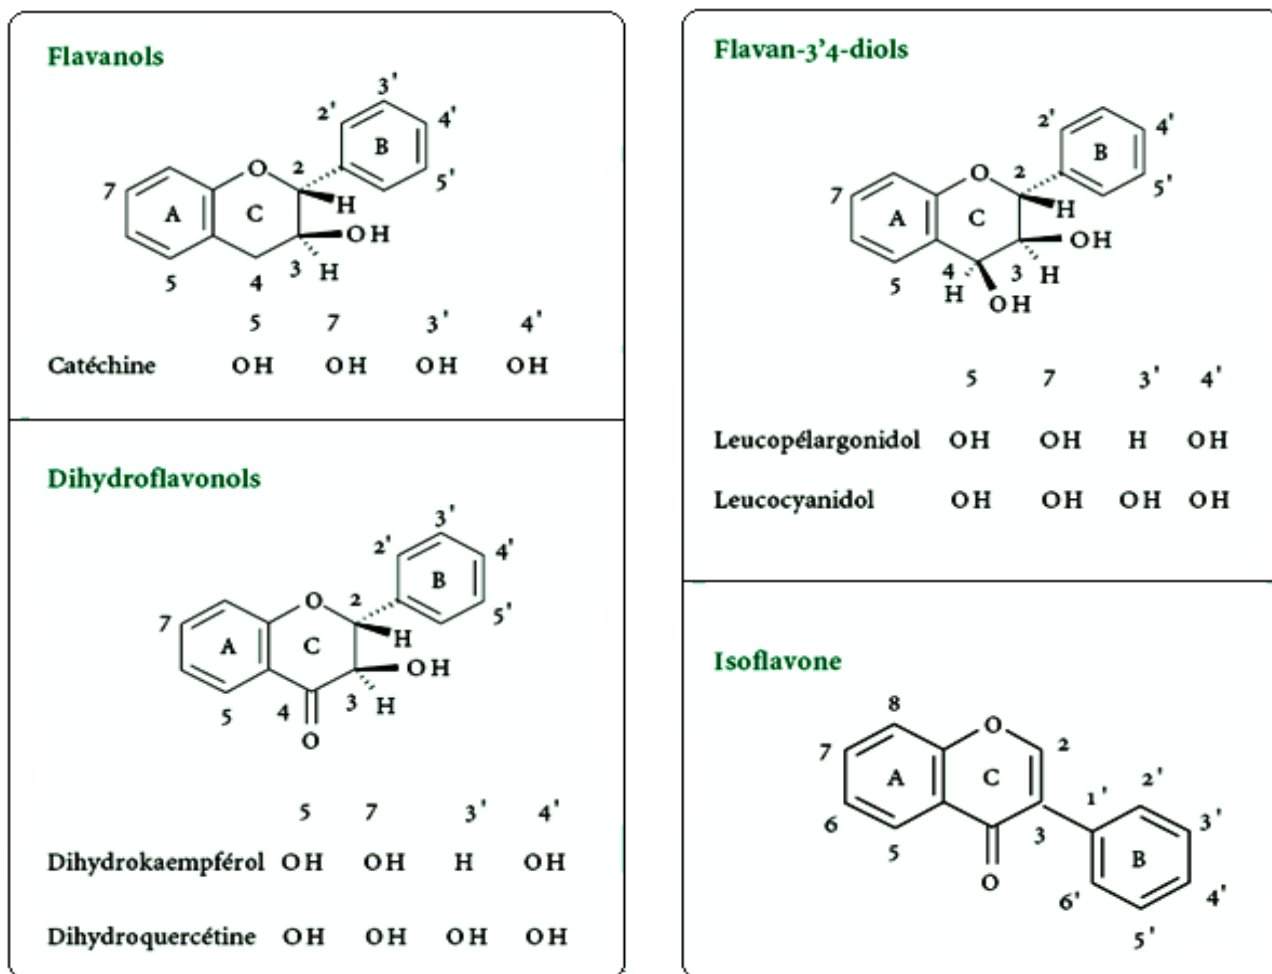 Flavanols
3'
2' 4'
B
O 2 5'
7 H
A C OH
3 H
5 4
5 7 3' 4'
Catéchine OH OH OH OH
Dihydroflavonols
3'
2' 4'
B
O 2 5'
7 H
A C OH
4 3 H
5
O
5 7 3' 4'
Dihydrokaempférol OH OH H OH
Dihydroquercétine OH OH OH OH
Flavan-3'4-diols
2' 4'
B
O 2 5'
7 H
A C OH
4 3 H
5 H OH
5 7 3' 4'
Leucopélargonidol OH OH H OH
Leucocyanidol OH OH OH OH
Isoflavone
8 O
7 2
A C 2'
1' 3'
6 3
5 B
O 6' 4'
5'